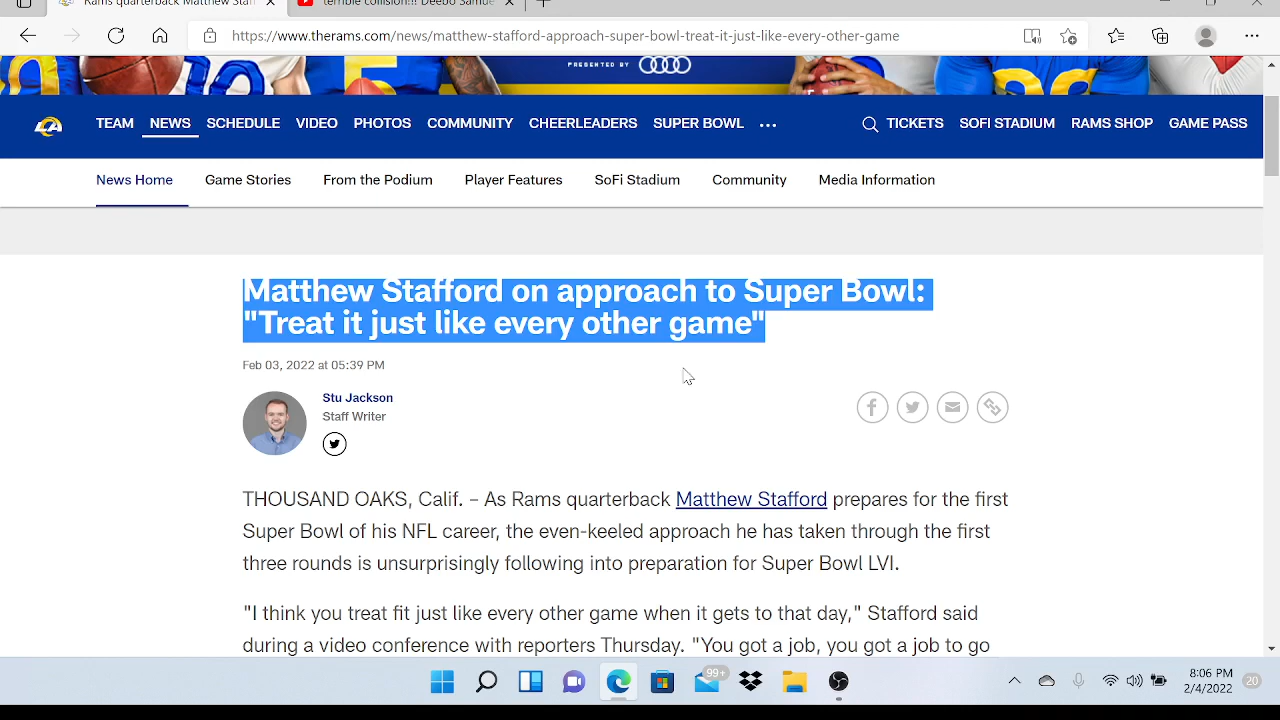 Rams quarterback Matthew Staf
terrible collision!!! Deebo Samue
https://www.therams.com/news/matthew-stafford-approach-super-bowl-treat-it-just-like-every-other-game
PRESENTED BY
TEAM NEWS SCHEDULE VIDEO PHOTOS COMMUNITY CHEERLEADERS SUPER BOWL ... TICKETS SOFI STADIUM RAMS SHOP GAME PASS
News Home Game Stories From the Podium Player Features SoFi Stadium Community Media Information
Matthew Stafford on approach to Super Bowl:
"Treat it just like every other game"
Feb 03, 2022 at 05:39 PM
Stu Jackson
Staff Writer
THOUSAND OAKS, Calif. – As Rams quarterback Matthew Stafford prepares for the first
Super Bowl of his NFL career, the even-keeled approach he has taken through the first
three rounds is unsurprisingly following into preparation for Super Bowl LVI.
"I think you treat fit just like every other game when it gets to that day," Stafford said
during a video conference with reporters Thursday. "You got a job, you got a job to go
99+
8:06 PM
2/4/2022
20